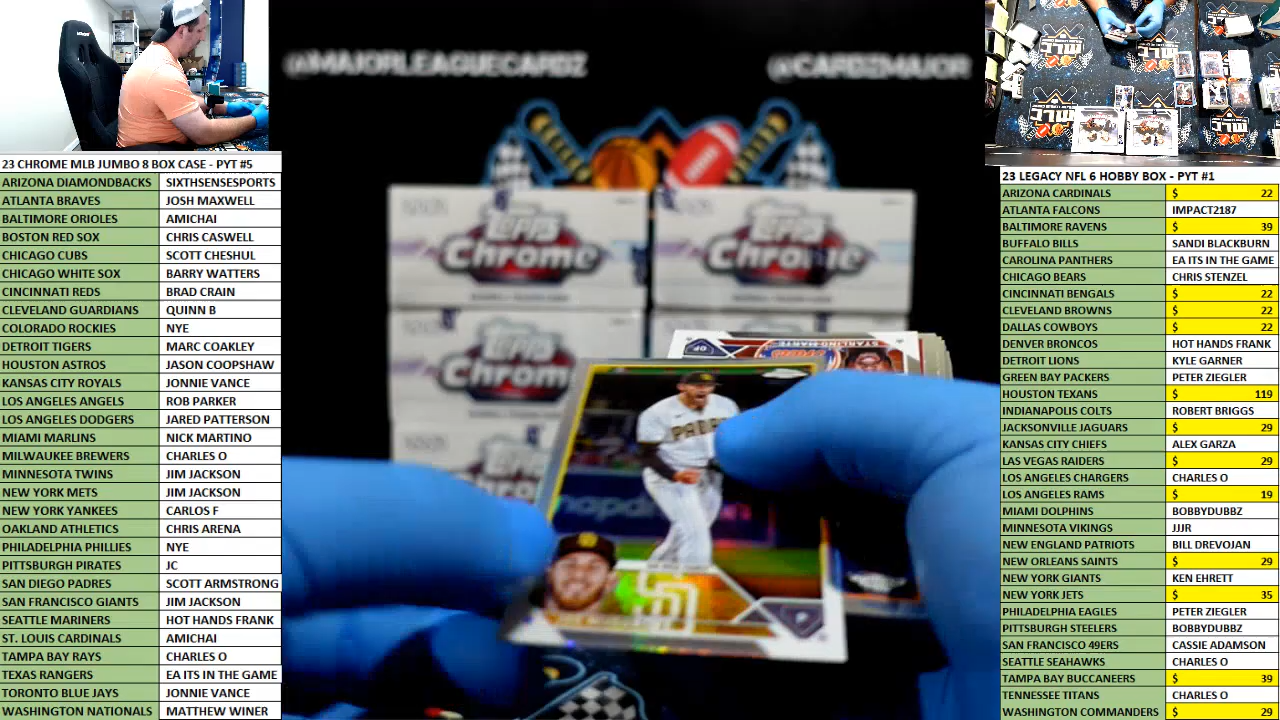 @MAJORLEAGUECARDZ
@CARDZMAJOR
23 CHROME MLB JUMBO 8 BOX CASE - PYT #5
ARIZONA DIAMONDBACKS SIXTHSENSESPORTS
ATLANTA BRAVES JOSH MAXWELL
BALTIMORE ORIOLES AMICHAI
BOSTON RED SOX CHRIS CASWELL
CHICAGO CUBS SCOTT CHESHUL
CHICAGO WHITE SOX BARRY WATTERS
CINCINNATI REDS BRAD CRAIN
CLEVELAND GUARDIANS QUINN B
COLORADO ROCKIES NYE
DETROIT TIGERS MARC COAKLEY
HOUSTON ASTROS JASON COOPSHAW
KANSAS CITY ROYALS JONNIE VANCE
LOS ANGELES ANGELS ROB PARKER
LOS ANGELES DODGERS JARED PATTERSON
MIAMI MARLINS NICK MARTINO
MILWAUKEE BREWERS CHARLES O
MINNESOTA TWINS JIM JACKSON
NEW YORK METS JIM JACKSON
NEW YORK YANKEES CARLOS F
OAKLAND ATHLETICS CHRIS ARENA
PHILADELPHIA PHILLIES NYE
PITTSBURGH PIRATES JC
SAN DIEGO PADRES SCOTT ARMSTRONG
SAN FRANCISCO GIANTS JIM JACKSON
SEATTLE MARINERS HOT HANDS FRANK
ST. LOUIS CARDINALS AMICHAI
TAMPA BAY RAYS CHARLES O
TEXAS RANGERS EA ITS IN THE GAME
TORONTO BLUE JAYS JONNIE VANCE
WASHINGTON NATIONALS MATTHEW WINER
Topps Chrome
Topps Chrome
Topps Chrome
STARLING MARTE
OF
PADRES
SD
P
MLC
MLC
23 LEGACY NFL 6 HOBBY BOX - PYT #1
ARIZONA CARDINALS $ 22
ATLANTA FALCONS IMPACT2187
BALTIMORE RAVENS $ 39
BUFFALO BILLS SANDI BLACKBURN
CAROLINA PANTHERS EA ITS IN THE GAME
CHICAGO BEARS CHRIS STENZEL
CINCINNATI BENGALS $ 22
CLEVELAND BROWNS $ 22
DALLAS COWBOYS $ 22
DENVER BRONCOS HOT HANDS FRANK
DETROIT LIONS KYLE GARNER
GREEN BAY PACKERS PETER ZIEGLER
HOUSTON TEXANS $ 119
INDIANAPOLIS COLTS ROBERT BRIGGS
JACKSONVILLE JAGUARS $ 29
KANSAS CITY CHIEFS ALEX GARZA
LAS VEGAS RAIDERS $ 29
LOS ANGELES CHARGERS CHARLES O
LOS ANGELES RAMS $ 19
MIAMI DOLPHINS BOBBYDUBBZ
MINNESOTA VIKINGS JJJR
NEW ENGLAND PATRIOTS BILL DREVOJAN
NEW ORLEANS SAINTS $ 29
NEW YORK GIANTS KEN EHRETT
NEW YORK JETS $ 35
PHILADELPHIA EAGLES PETER ZIEGLER
PITTSBURGH STEELERS BOBBYDUBBZ
SAN FRANCISCO 49ERS CASSIE ADAMSON
SEATTLE SEAHAWKS CHARLES O
TAMPA BAY BUCCANEERS $ 39
TENNESSEE TITANS CHARLES O
WASHINGTON COMMANDERS $ 29